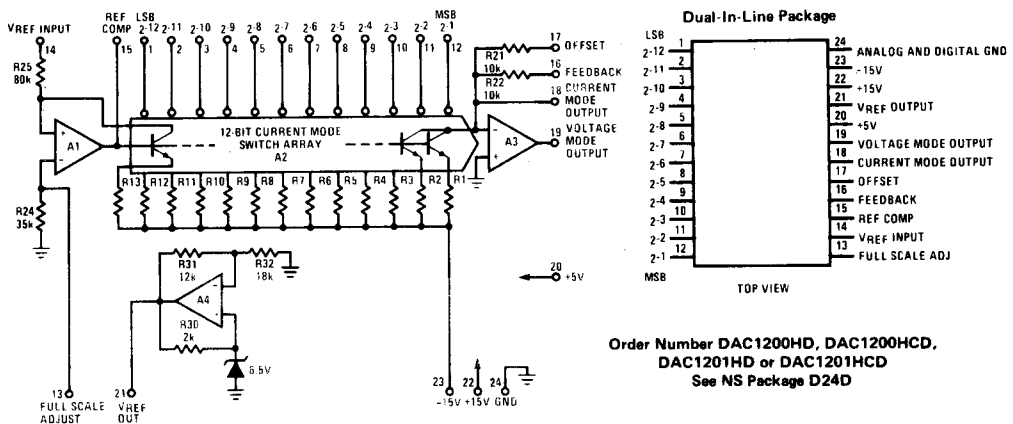 VREF INPUT
14
REF
COMP
15
LSB
2-12 2-11 2-10 2-9 2-8 2-7 2-6 2-5 2-4 2-3 2-2
MSB
2-1
1 2 3 4 5 6 7 8 9 10 11 12
R25
80k
R21
10k
17
OFFSET
R22
10k
16
FEEDBACK
18 CURRENT
MODE
OUTPUT
19 VOLTAGE
MODE
OUTPUT
A1
+
-
12-BIT CURRENT MODE
SWITCH ARRAY
A2
A3
-
+
R13 R12 R11 R10 R9 R8 R7 R6 R5 R4 R3 R2 R1
R24
35k
R31
12k
R32
18k
A4
-
+
R30
2k
6.5V
20
+5V
13
FULL SCALE
ADJUST
21
VREF
OUT
23
-15V
22
+15V
24
GND
Dual-In-Line Package
LSB
2-12 1
2-11 2
2-10 3
2-9 4
2-8 5
2-7 6
2-6 7
2-5 8
2-4 9
2-3 10
2-2 11
2-1 12
MSB
24 ANALOG AND DIGITAL GND
23 -15V
22 +15V
21 VREF OUTPUT
20 +5V
19 VOLTAGE MODE OUTPUT
18 CURRENT MODE OUTPUT
17 OFFSET
16 FEEDBACK
15 REF COMP
14 VREF INPUT
13 FULL SCALE ADJ
TOP VIEW
Order Number DAC1200HD, DAC1200HCD,
DAC1201HD or DAC1201HCD
See NS Package D24D